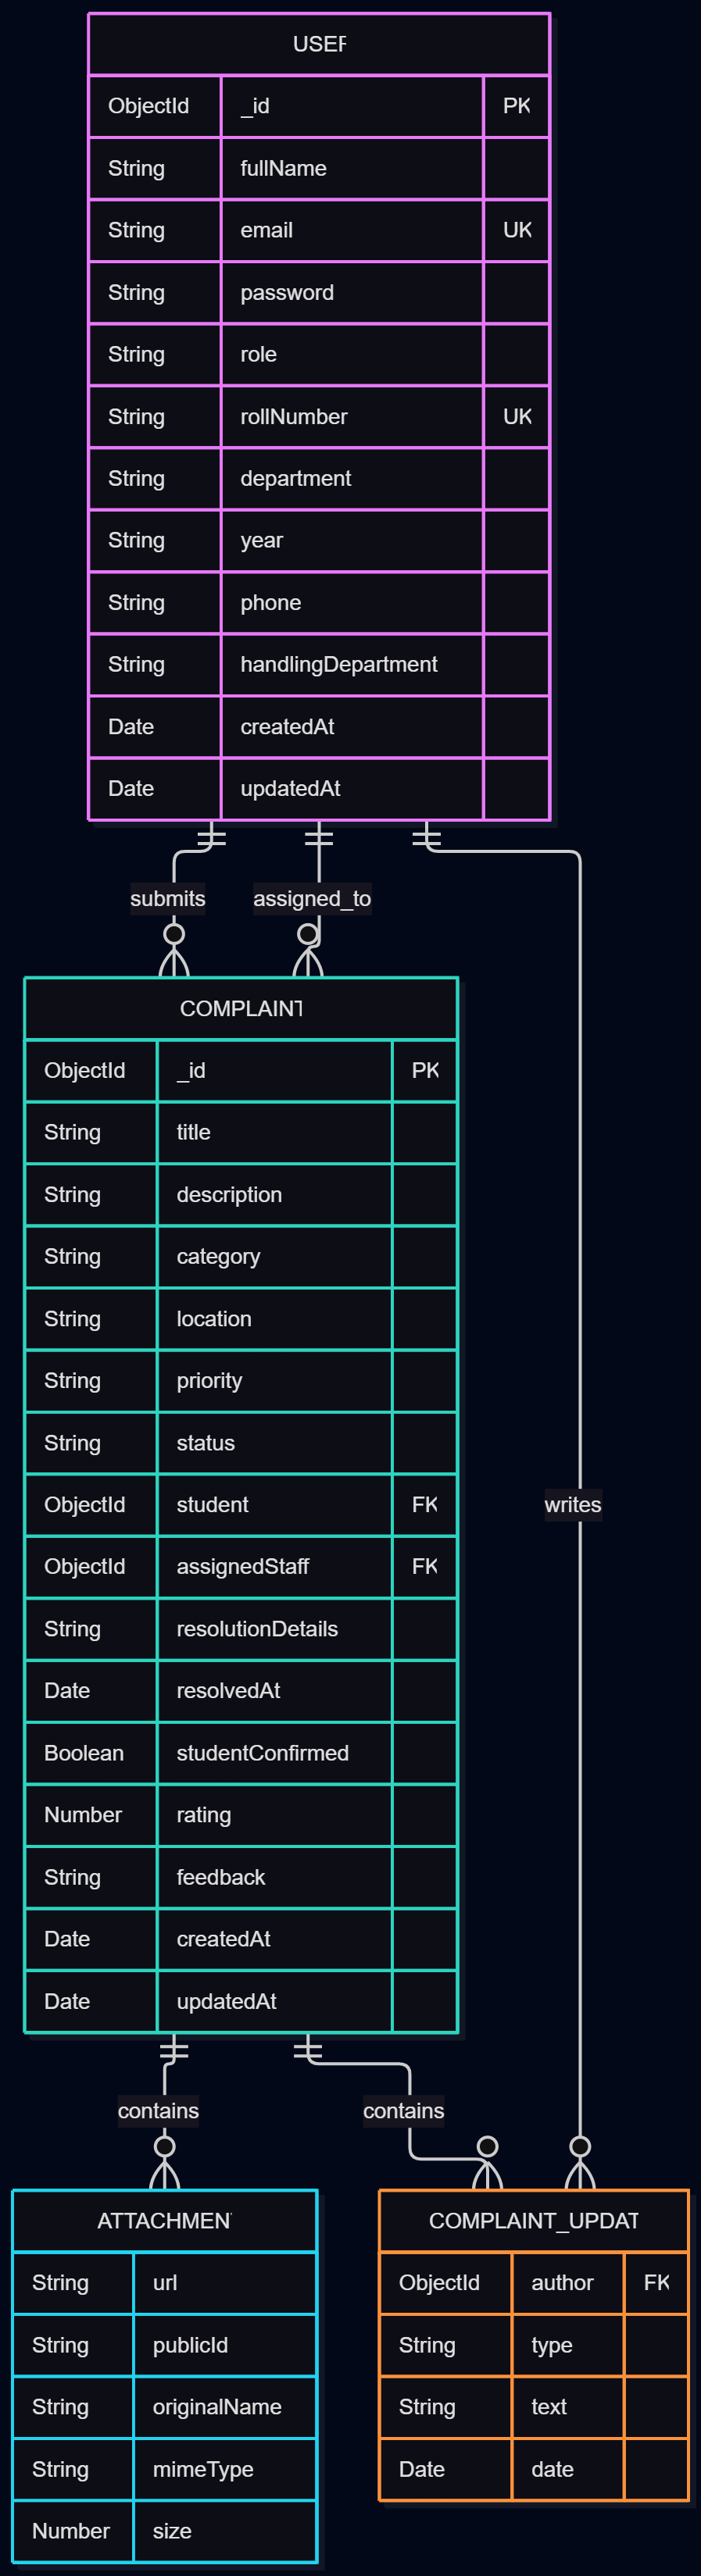 USER
ObjectId _id PK
String fullName
String email UK
String password
String role
String rollNumber UK
String department
String year
String phone
String handlingDepartment
Date createdAt
Date updatedAt
submits assigned_to
COMPLAINT
ObjectId _id PK
String title
String description
String category
String location
String priority
String status
ObjectId student FK
ObjectId assignedStaff FK
String resolutionDetails
Date resolvedAt
Boolean studentConfirmed
Number rating
String feedback
Date createdAt
Date updatedAt
writes
contains contains
ATTACHMEN
String url
String publicId
String originalName
String mimeType
Number size
COMPLAINT_UPDAT
ObjectId author FK
String type
String text
Date date